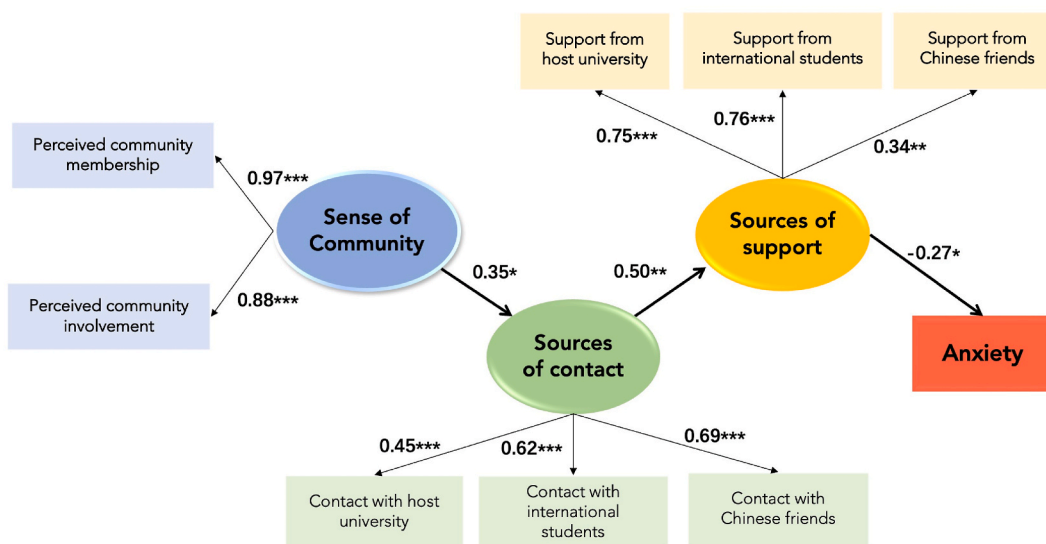 Support from
host university
Support from
international students
Support from
Chinese friends
0.75***
0.76***
0.34**
Perceived community
membership
0.97***
Sense of
Community
Sources of
support
-0.27*
0.35*
0.50**
Perceived community
involvement
0.88***
Sources
of contact
Anxiety
0.45***
0.62***
0.69***
Contact with host
university
Contact with
international
students
Contact with
Chinese friends